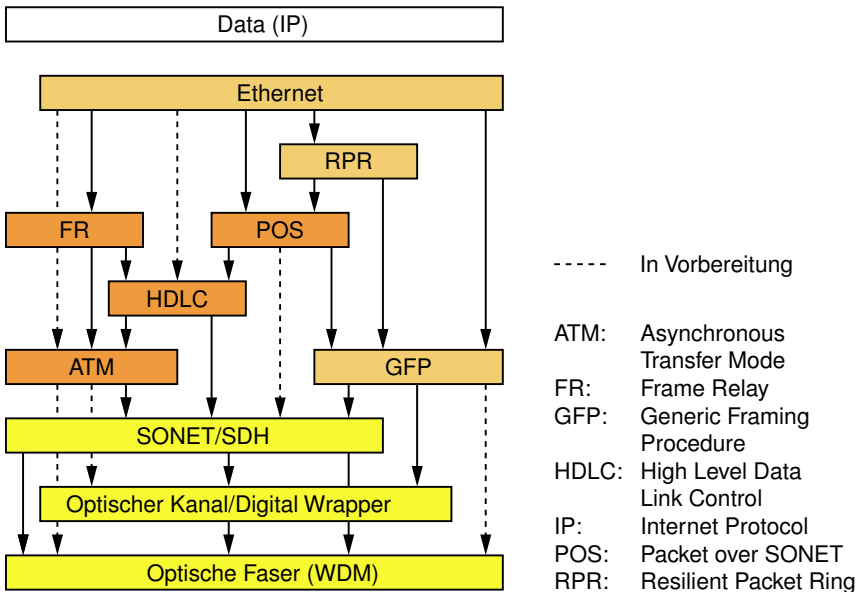 Data (IP)
Ethernet
RPR
FR
POS
HDLC
ATM
GFP
SONET/SDH
Optischer Kanal/Digital Wrapper
Optische Faser (WDM)
In Vorbereitung
ATM: Asynchronous
Transfer Mode
FR: Frame Relay
GFP: Generic Framing
Procedure
HDLC: High Level Data
Link Control
IP: Internet Protocol
POS: Packet over SONET
RPR: Resilient Packet Ring